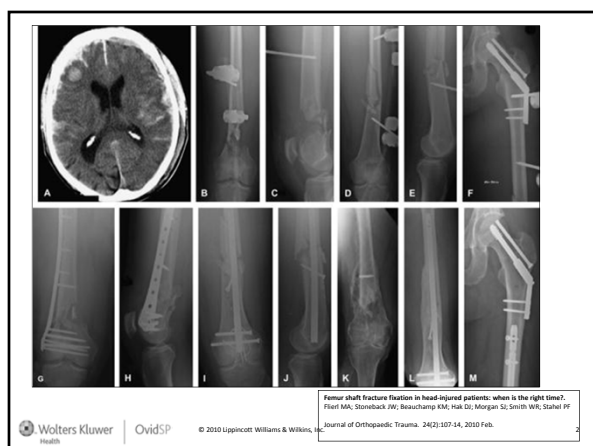 A
B
C
D
E
F
G
H
I
J
K
L
M
Femur shaft fracture fixation in head-injured patients: when is the right time?.
Flierl MA; Stoneback JW; Beauchamp KM; Hak DJ; Morgan SJ; Smith WR; Stahel PF
Journal of Orthopaedic Trauma. 24(2):107-14, 2010 Feb.
Wolters Kluwer
Health
OvidSP
© 2010 Lippincott Williams & Wilkins, Inc.
2